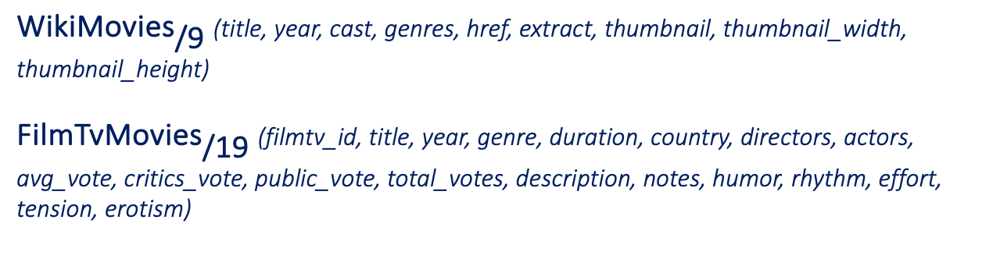 WikiMovies/9 (title, year, cast, genres, href, extract, thumbnail, thumbnail_width,
thumbnail_height)
FilmTvMovies/19 (filmtv_id, title, year, genre, duration, country, directors, actors,
avg_vote, critics_vote, public_vote, total_votes, description, notes, humor, rhythm, effort,
tension, erotism)